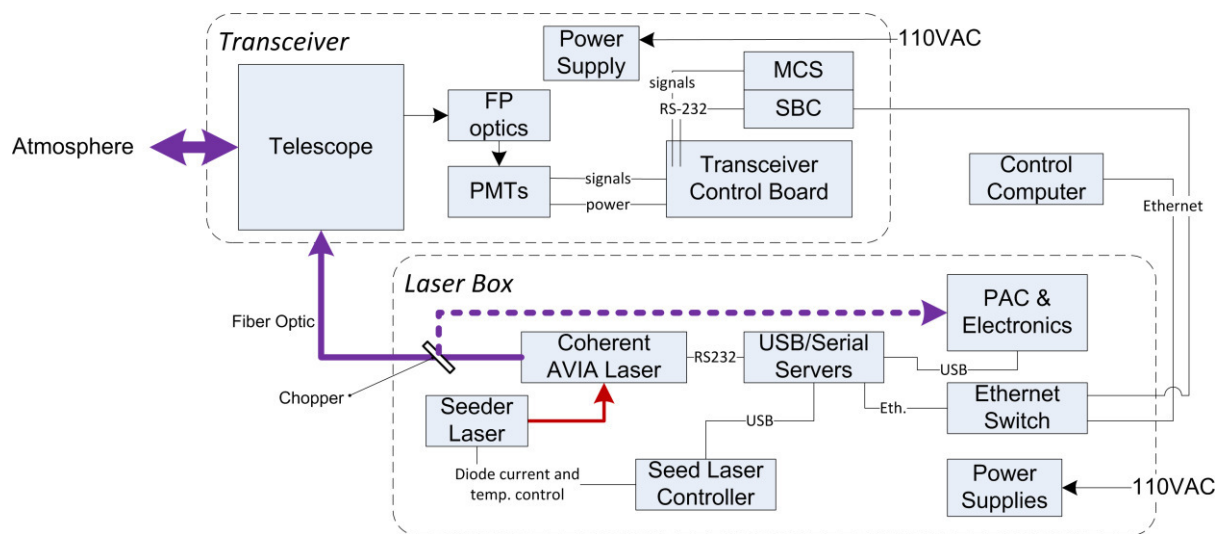 Transceiver
Power
Supply
110VAC
MCS
signals
RS-232
SBC
FP
optics
Atmosphere
Telescope
Transceiver
Control Board
Control
Computer
PMTs
signals
power
Ethernet
Laser Box
PAC &
Electronics
Fiber Optic
Coherent
AVIA Laser
RS232
USB/Serial
Servers
USB
Chopper
Seeder
Laser
Eth.
Ethernet
Switch
USB
Diode current and
temp. control
Seed Laser
Controller
Power
Supplies
110VAC